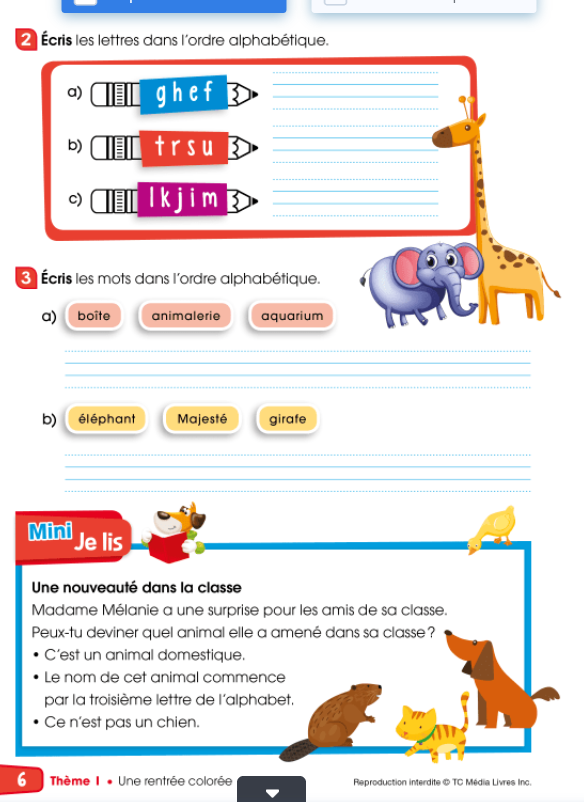 2 Écris les lettres dans l'ordre alphabétique.
a) g h e f
b) t r s u
c) l k j i m
3 Écris les mots dans l'ordre alphabétique.
a) boîte animalerie aquarium
b) éléphant Majesté girafe
Mini
Je lis
Une nouveauté dans la classe
Madame Mélanie a une surprise pour les amis de sa classe.
Peux-tu deviner quel animal elle a amené dans sa classe ?
• C'est un animal domestique.
• Le nom de cet animal commence
par la troisième lettre de l'alphabet.
• Ce n'est pas un chien.
6 Thème 1 • Une rentrée colorée
Reproduction interdite © TC Média Livres Inc.